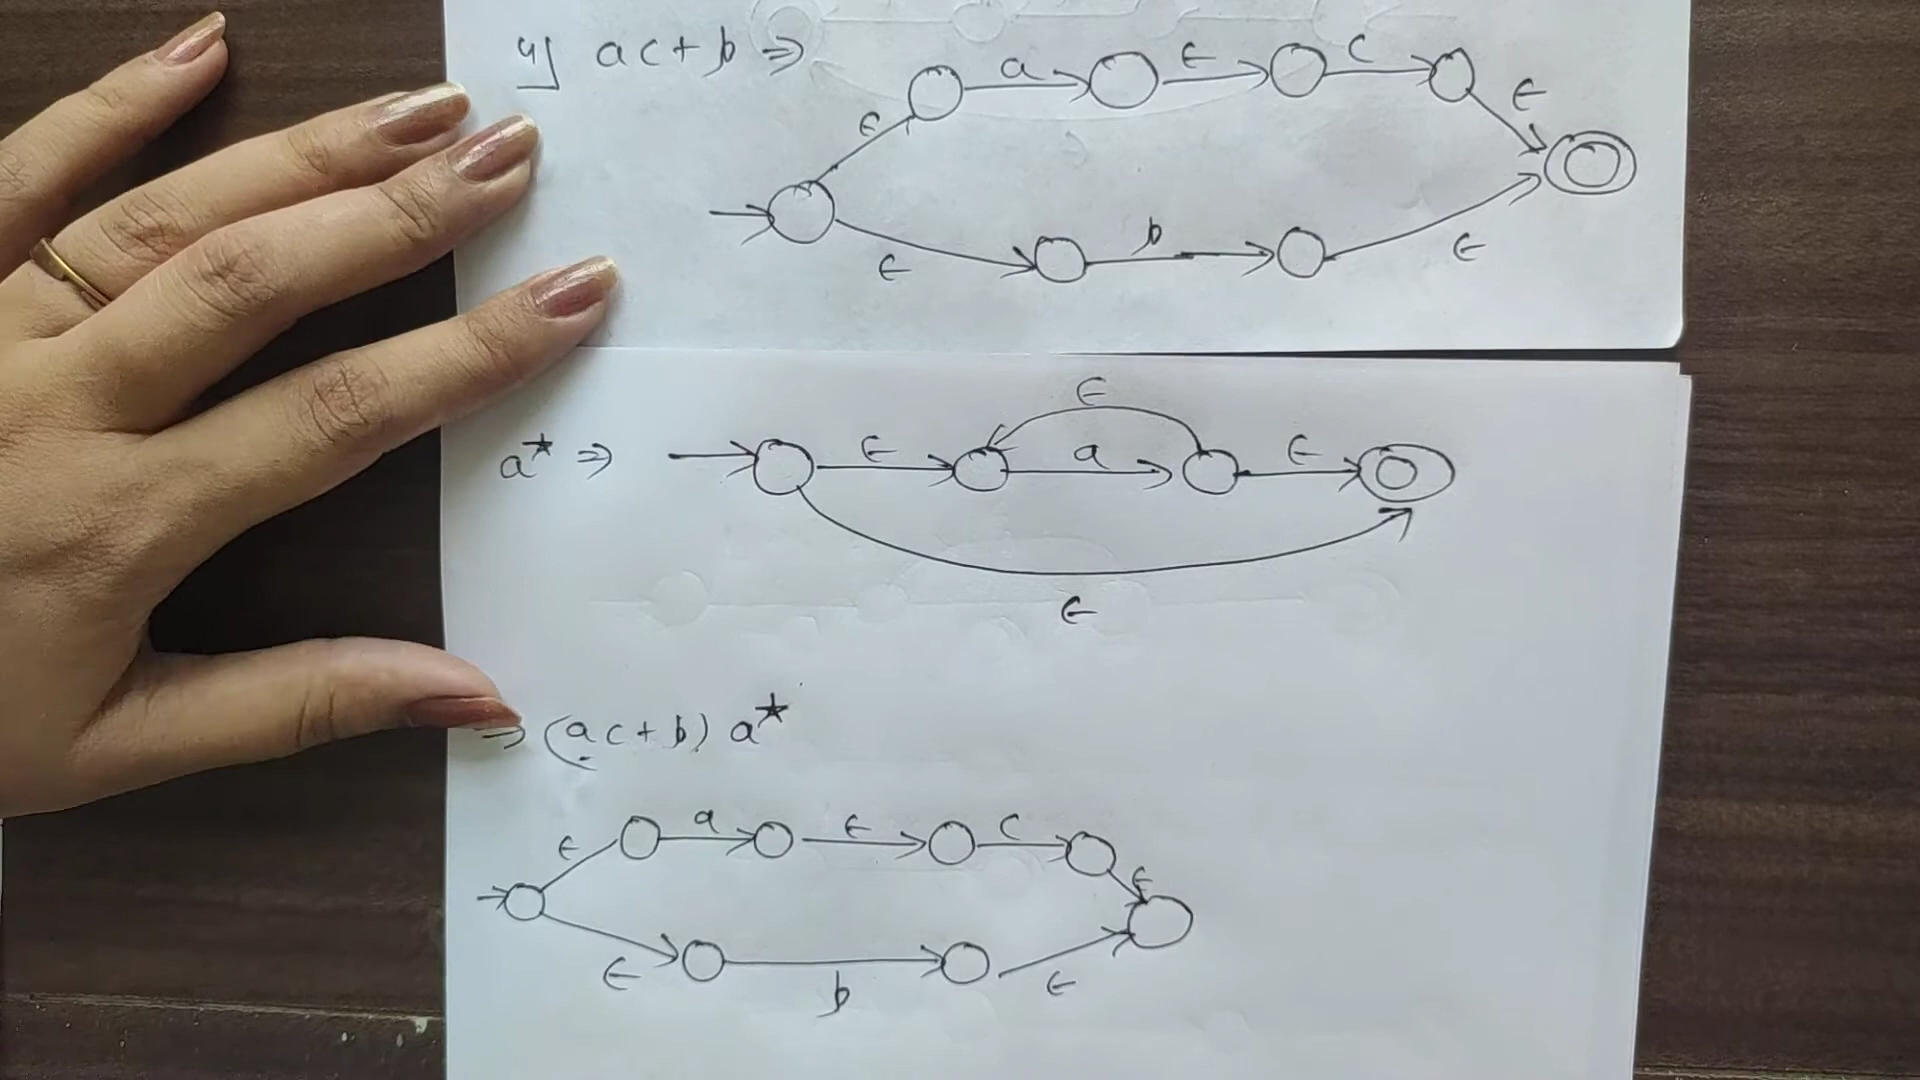 4] ac+b ⇒
a ∈ c
∈ ∈
b
∈ ∈
∈
a* ⇒ ∈ a ∈
∈
⇒ (ac+b) a*
∈ a ∈ c ∈
∈ b ∈